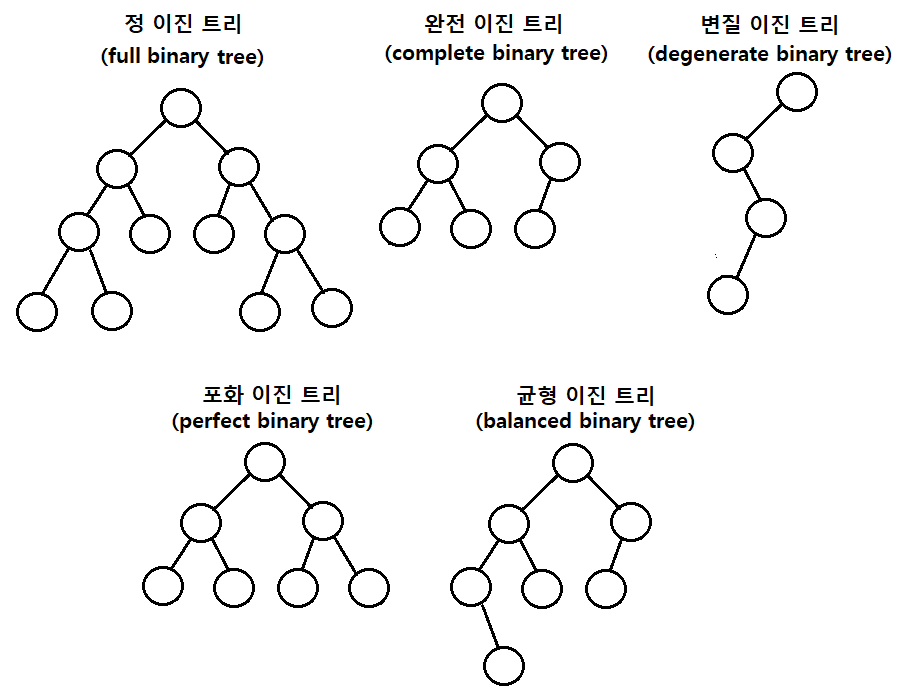 정 이진 트리
(full binary tree)
완전 이진 트리
(complete binary tree)
변질 이진 트리
(degenerate binary tree)
포화 이진 트리
(perfect binary tree)
균형 이진 트리
(balanced binary tree)